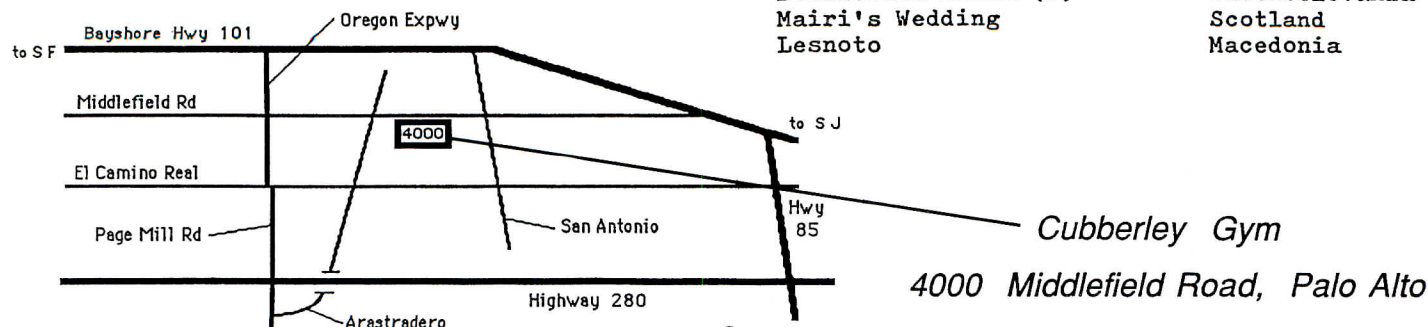 Mairi's Wedding
Scotland
Lesnoto
Macedonia
Oregon Expwy
Bayshore Hwy 101
to S F
Middlefield Rd
4000
to S J
El Camino Real
Hwy
85
Page Mill Rd
San Antonio
Cubberley Gym
4000 Middlefield Road, Palo Alto
Highway 280
Arastradero